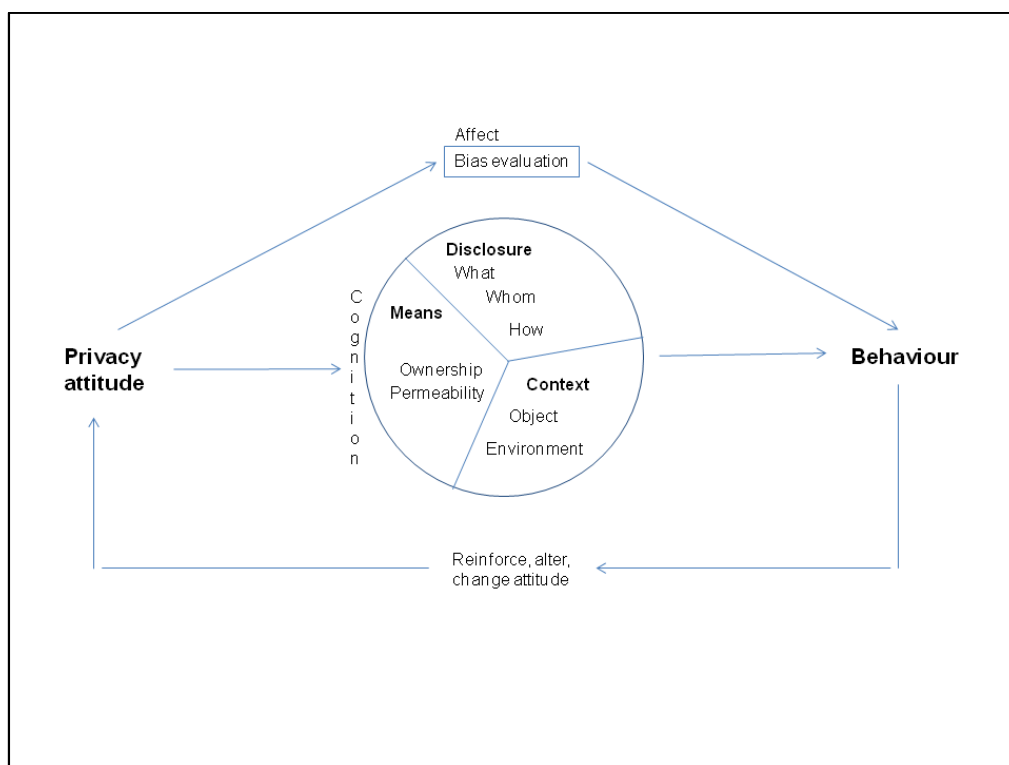 Affect
Bias evaluation
Disclosure
What
Whom
How
Means
Ownership
Permeability
Context
Object
Environment
Cognition
Privacy
attitude
Behaviour
Reinforce, alter,
change attitude